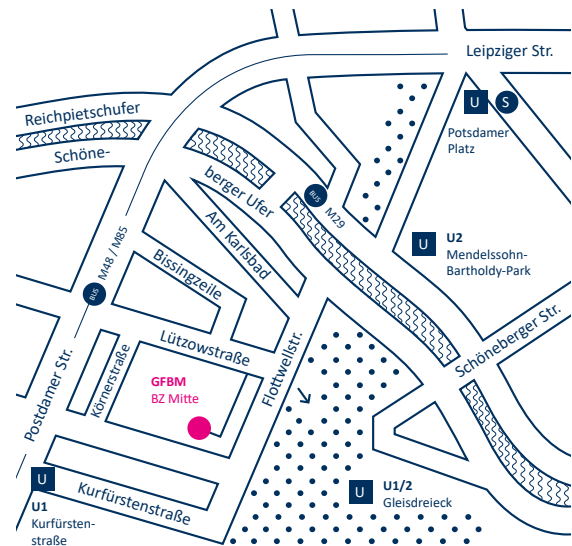 Leipziger Str.
Reichpietschufer
Schöne-
berger Ufer
U
S
Potsdamer
Platz
BUS
M29
Am Karlsbad
Bissingzeile
U
U2
Mendelssohn-
Bartholdy-Park
BUS
M48 / M85
Schöneberger Str.
Lützowstraße
Flottwellstr.
Körnerstraße
Postdamer Str.
GFBM
BZ Mitte
U
U1
Kurfürsten-
straße
Kurfürstenstraße
U
U1/2
Gleisdreieck